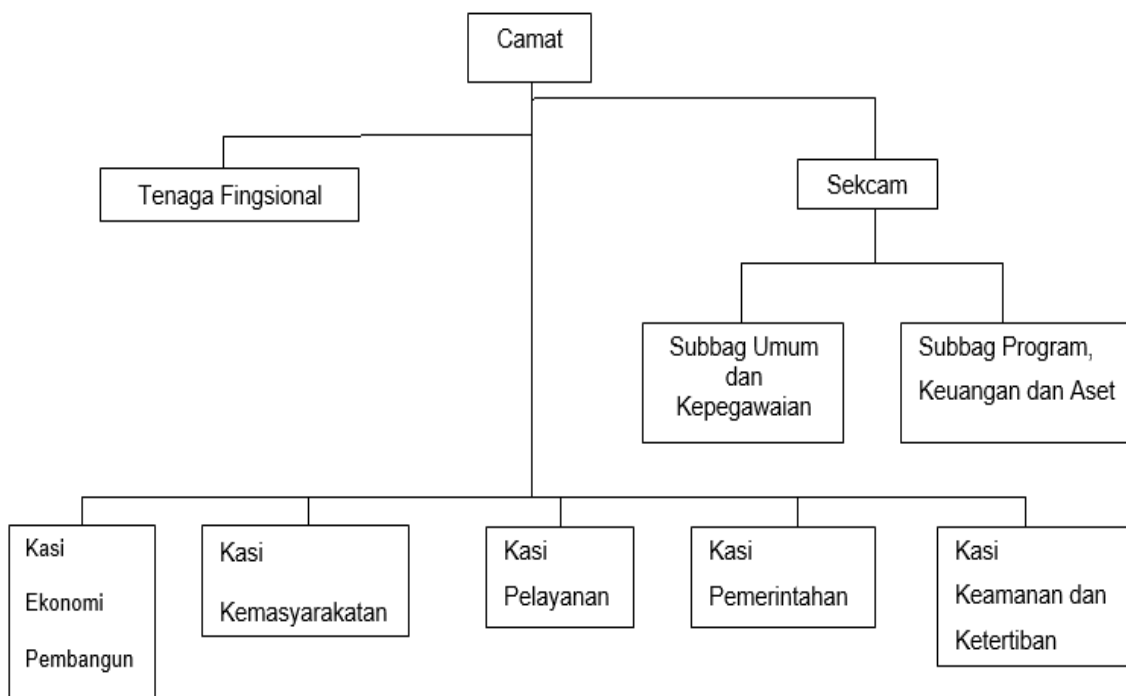 Camat
Tenaga Fingsional
Sekcam
Subbag Umum
dan
Kepegawaian
Subbag Program,
Keuangan dan Aset
Kasi
Ekonomi
Pembangun
Kasi
Kemasyarakatan
Kasi
Pelayanan
Kasi
Pemerintahan
Kasi
Keamanan dan
Ketertiban